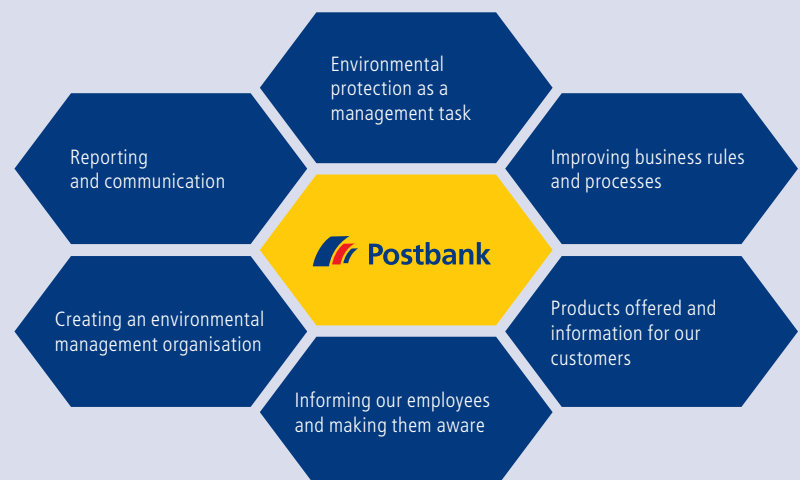 Environmental
protection as a
management task
Reporting
and communication
Improving business rules
and processes
Postbank
Creating an environmental
management organisation
Products offered and
information for our
customers
Informing our employees
and making them aware